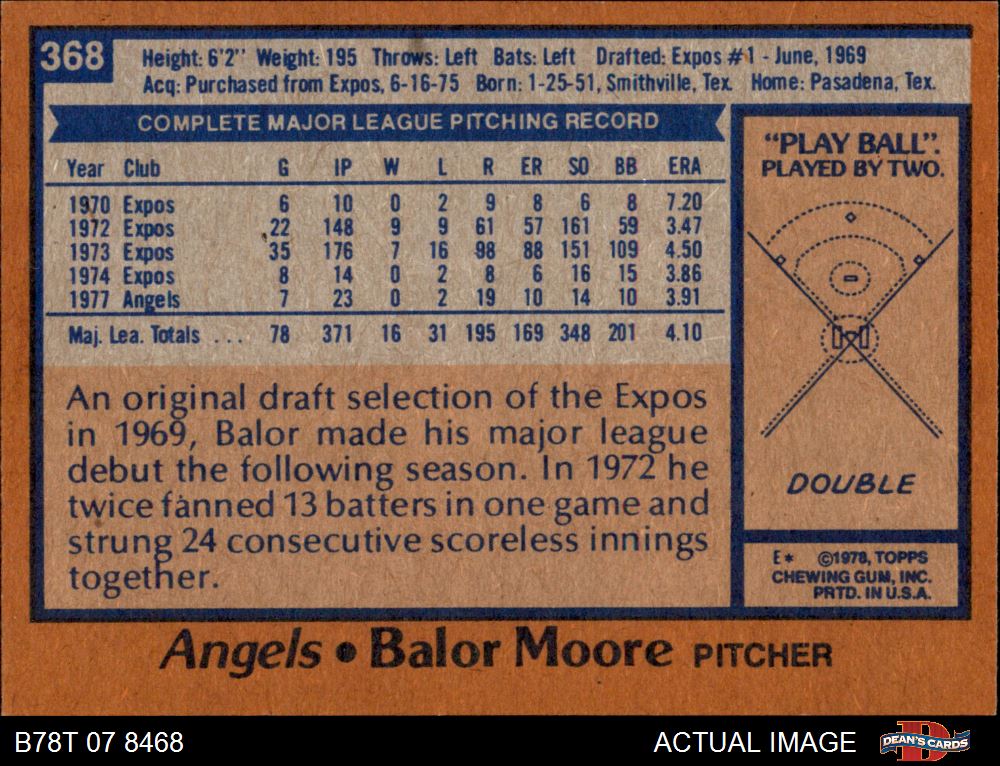 368
Height: 6'2" Weight: 195 Throws: Left Bats: Left Drafted: Expos #1 - June, 1969
Acq: Purchased from Expos, 6-16-75 Born: 1-25-51, Smithville, Tex. Home: Pasadena, Tex.
COMPLETE MAJOR LEAGUE PITCHING RECORD
Year Club G IP W L R ER SO BB ERA
1970 Expos 6 10 0 2 9 8 6 8 7.20
1972 Expos 22 148 9 9 61 57 161 59 3.47
1973 Expos 35 176 7 16 98 88 151 109 4.50
1974 Expos 8 14 0 2 8 6 16 15 3.86
1977 Angels 7 23 0 2 19 10 14 10 3.91
Maj. Lea. Totals ... 78 371 16 31 195 169 348 201 4.10
An original draft selection of the Expos
in 1969, Balor made his major league
debut the following season. In 1972 he
twice fanned 13 batters in one game and
strung 24 consecutive scoreless innings
together.
"PLAY BALL":
PLAYED BY TWO.
DOUBLE
E* ©1978, TOPPS
CHEWING GUM, INC.
PRTD. IN U.S.A.
Angels • Balor Moore PITCHER
B78T 07 8468
ACTUAL IMAGE
D
DEAN'S CARDS